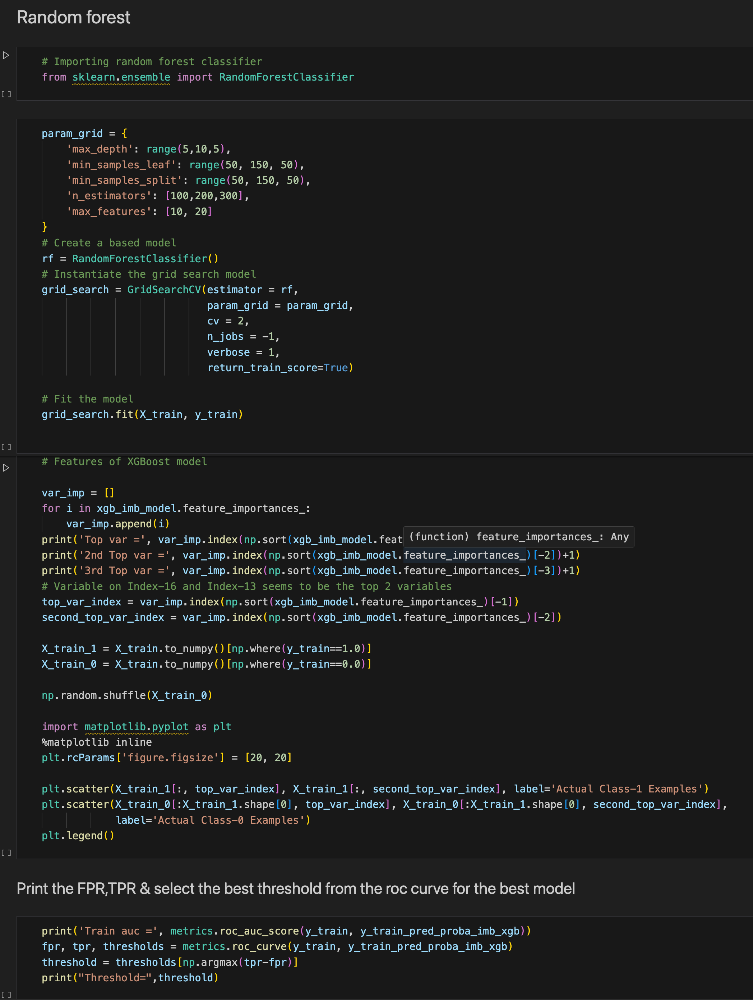 Random forest
# Importing random forest classifier
from sklearn.ensemble import RandomForestClassifier
[ ]
param_grid = {
    'max_depth': range(5,10,5),
    'min_samples_leaf': range(50, 150, 50),
    'min_samples_split': range(50, 150, 50),
    'n_estimators': [100,200,300],
    'max_features': [10, 20]
}
# Create a based model
rf = RandomForestClassifier()
# Instantiate the grid search model
grid_search = GridSearchCV(estimator = rf,
                           param_grid = param_grid,
                           cv = 2,
                           n_jobs = -1,
                           verbose = 1,
                           return_train_score=True)
# Fit the model
grid_search.fit(X_train, y_train)
[ ]
# Features of XGBoost model
var_imp = []
for i in xgb_imb_model.feature_importances_:
    var_imp.append(i)
print('Top var =', var_imp.index(np.sort(xgb_imb_model.feat
(function) feature_importances_: Any
print('2nd Top var =', var_imp.index(np.sort(xgb_imb_model.feature_importances_)[-2])+1)
print('3rd Top var =', var_imp.index(np.sort(xgb_imb_model.feature_importances_)[-3])+1)
# Variable on Index-16 and Index-13 seems to be the top 2 variables
top_var_index = var_imp.index(np.sort(xgb_imb_model.feature_importances_)[-1])
second_top_var_index = var_imp.index(np.sort(xgb_imb_model.feature_importances_)[-2])
X_train_1 = X_train.to_numpy()[np.where(y_train==1.0)]
X_train_0 = X_train.to_numpy()[np.where(y_train==0.0)]
np.random.shuffle(X_train_0)
import matplotlib.pyplot as plt
%matplotlib inline
plt.rcParams['figure.figsize'] = [20, 20]
plt.scatter(X_train_1[:, top_var_index], X_train_1[:, second_top_var_index], label='Actual Class-1 Examples')
plt.scatter(X_train_0[:X_train_1.shape[0], top_var_index], X_train_0[:X_train_1.shape[0], second_top_var_index],
            label='Actual Class-0 Examples')
plt.legend()
[ ]
Print the FPR,TPR & select the best threshold from the roc curve for the best model
print('Train auc =', metrics.roc_auc_score(y_train, y_train_pred_proba_imb_xgb))
fpr, tpr, thresholds = metrics.roc_curve(y_train, y_train_pred_proba_imb_xgb)
threshold = thresholds[np.argmax(tpr-fpr)]
print("Threshold=",threshold)
[ ]